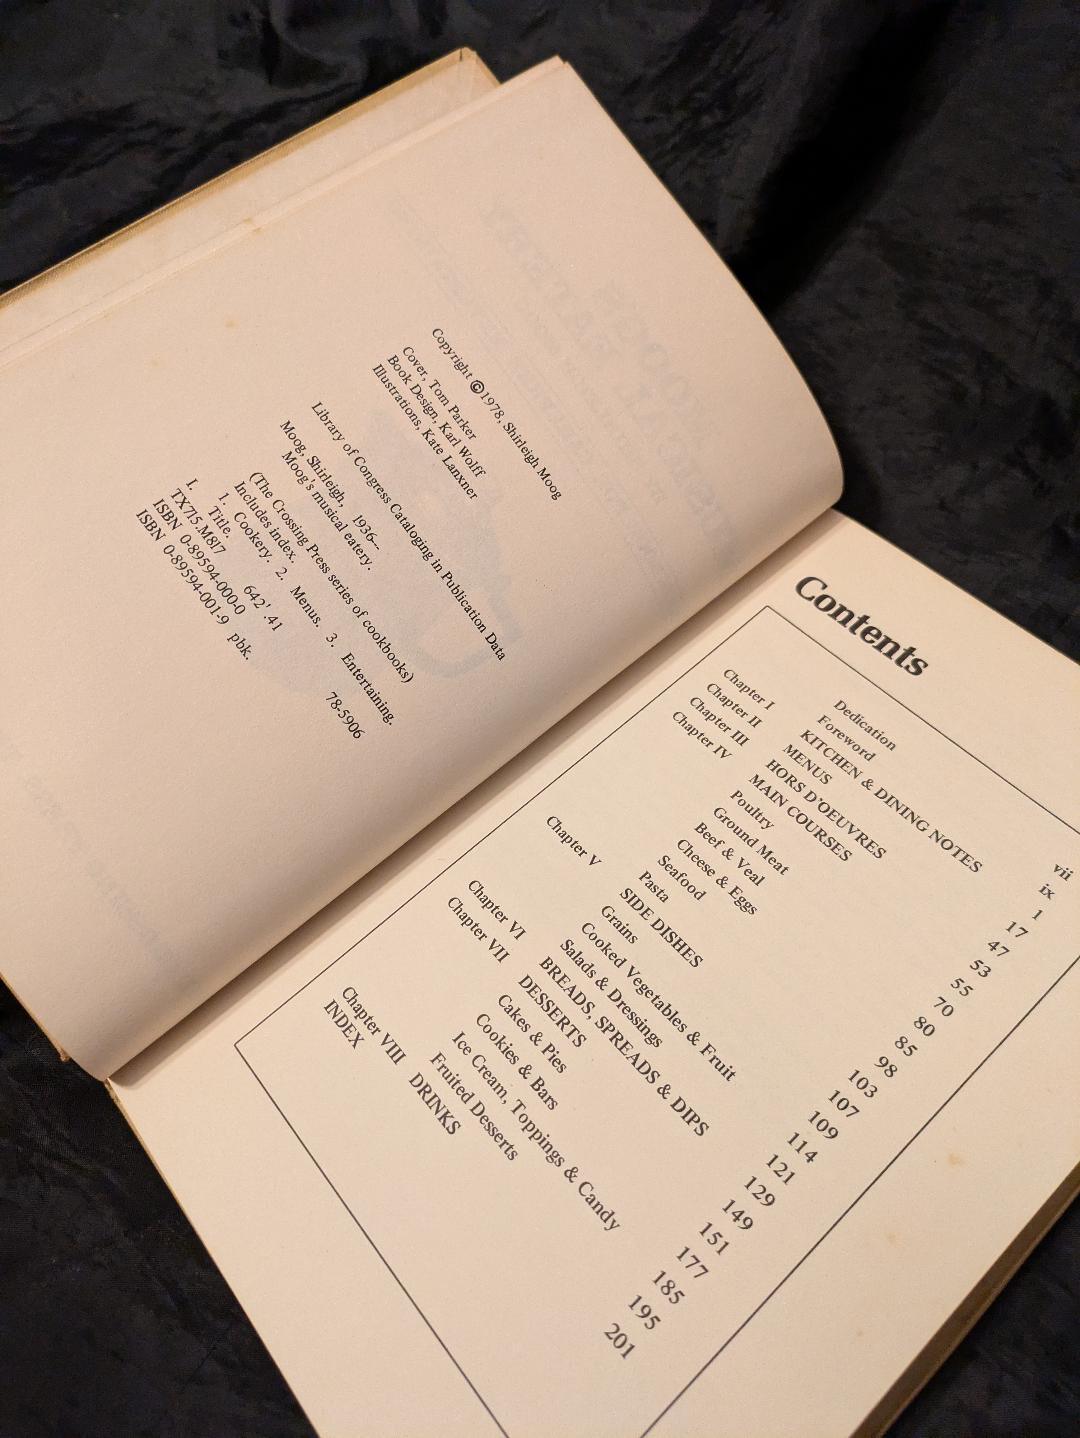 Copyright ©1978, Shirleigh Moog
Cover, Tom Parker
Book Design, Karl Wolff
Illustrations, Kate Lanxner
Library of Congress Cataloging in Publication Data
Moog, Shirleigh, 1936–
Moog's musical eatery.
(The Crossing Press series of cookbooks)
Includes index.
1. Cookery. 2. Menus. 3. Entertaining.
I. Title.
TX715.M817 642'.41 78-5906
ISBN 0-89594-000-0
ISBN 0-89594-001-9 pbk.
Contents
Dedication vii
Foreword ix
Chapter I KITCHEN & DINING NOTES 1
Chapter II MENUS 17
Chapter III HORS D'OEUVRES 47
Chapter IV MAIN COURSES 53
Poultry 55
Ground Meat 70
Beef & Veal 80
Cheese & Eggs 85
Seafood 98
Pasta 103
Chapter V SIDE DISHES 107
Grains 109
Cooked Vegetables & Fruit 114
Salads & Dressings 121
Chapter VI BREADS, SPREADS & DIPS 129
Chapter VII DESSERTS 149
Cakes & Pies 151
Cookies & Bars 177
Ice Cream, Toppings & Candy 185
Fruited Desserts 195
Chapter VIII DRINKS 201
INDEX